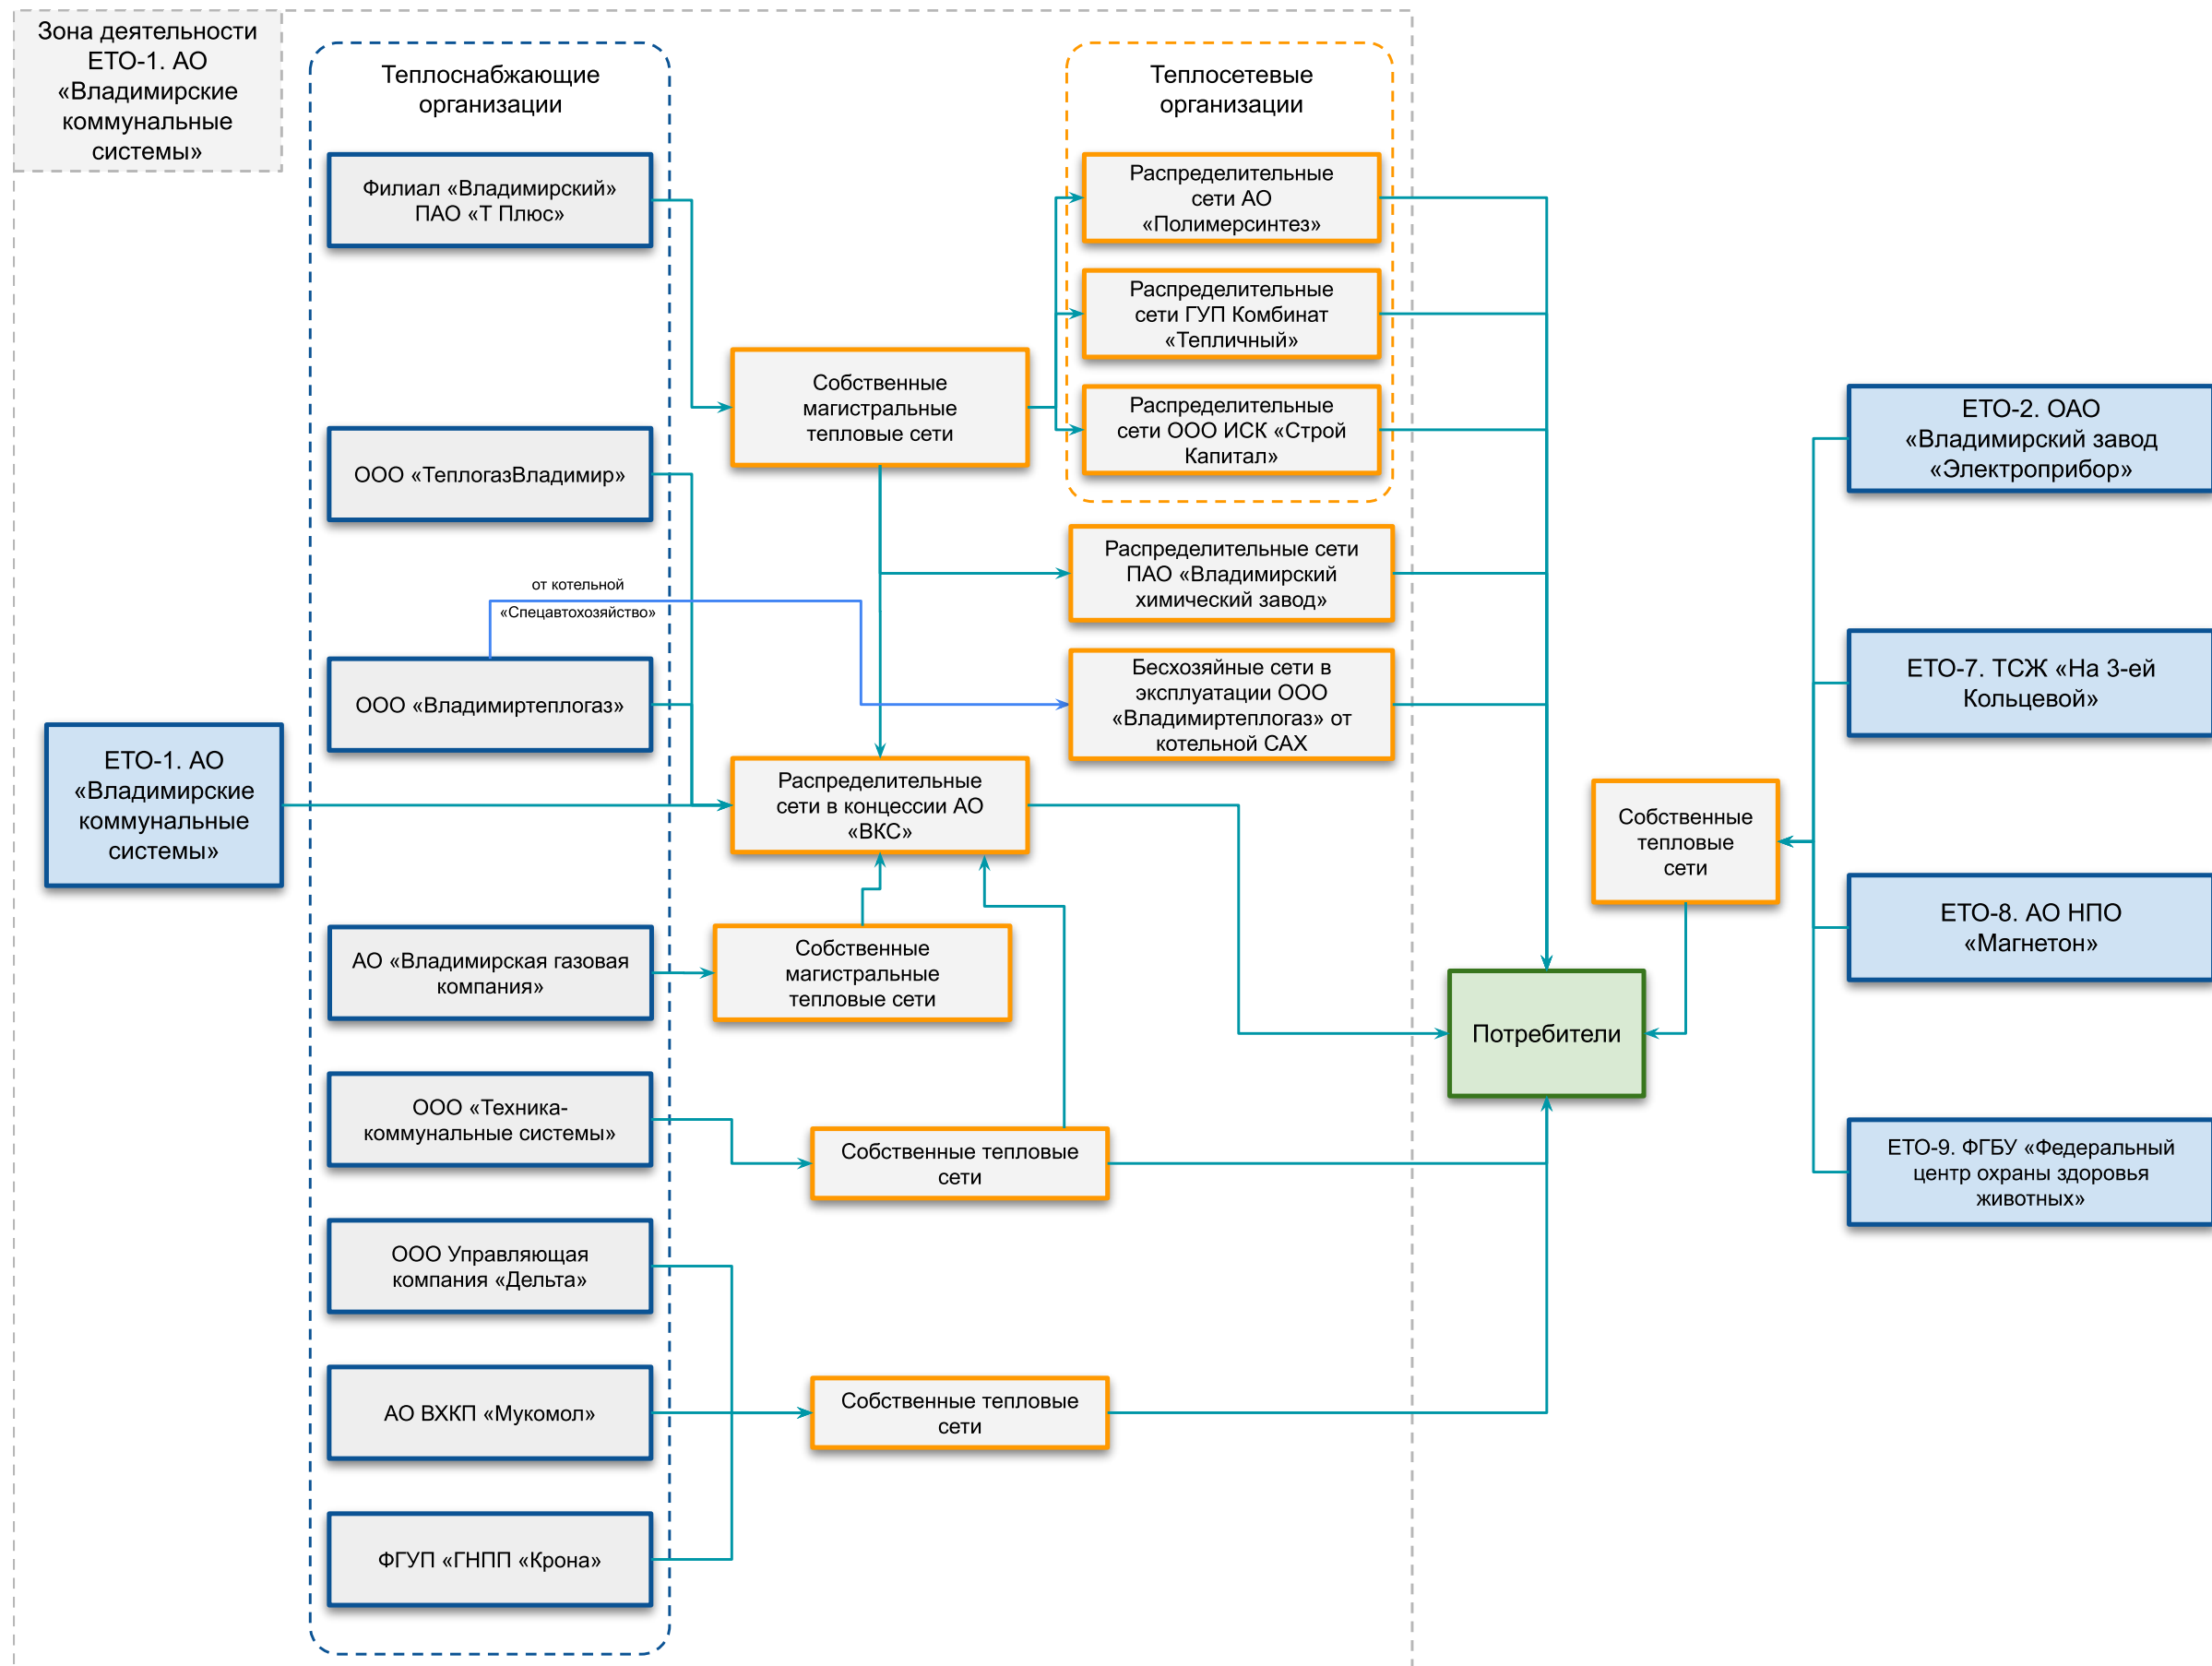 Зона деятельности
ЕТО-1. АО
«Владимирские
коммунальные
системы»
Теплоснабжающие
организации
Теплосетевые
организации
Филиал «Владимирский»
ПАО «Т Плюс»
Распределительные
сети АО
«Полимерсинтез»
Распределительные
сети ГУП Комбинат
«Тепличный»
Собственные
магистральные
тепловые сети
Распределительные
сети ООО ИСК «Строй
Капитал»
ЕТО-2. ОАО
«Владимирский завод
«Электроприбор»
ООО «ТеплогазВладимир»
Распределительные сети
ПАО «Владимирский
химический завод»
от котельной
«Спецавтохозяйство»
ООО «Владимиртеплогаз»
Бесхозяйные сети в
эксплуатации ООО
«Владимиртеплогаз» от
котельной САХ
ЕТО-7. ТСЖ «На 3-ей
Кольцевой»
ЕТО-1. АО
«Владимирские
коммунальные
системы»
Распределительные
сети в концессии АО
«ВКС»
Собственные
тепловые
сети
ЕТО-8. АО НПО
«Магнетон»
АО «Владимирская газовая
компания»
Собственные
магистральные
тепловые сети
Потребители
ООО «Техника-
коммунальные системы»
Собственные тепловые
сети
ЕТО-9. ФГБУ «Федеральный
центр охраны здоровья
животных»
ООО Управляющая
компания «Дельта»
АО ВХКП «Мукомол»
Собственные тепловые
сети
ФГУП «ГНПП «Крона»